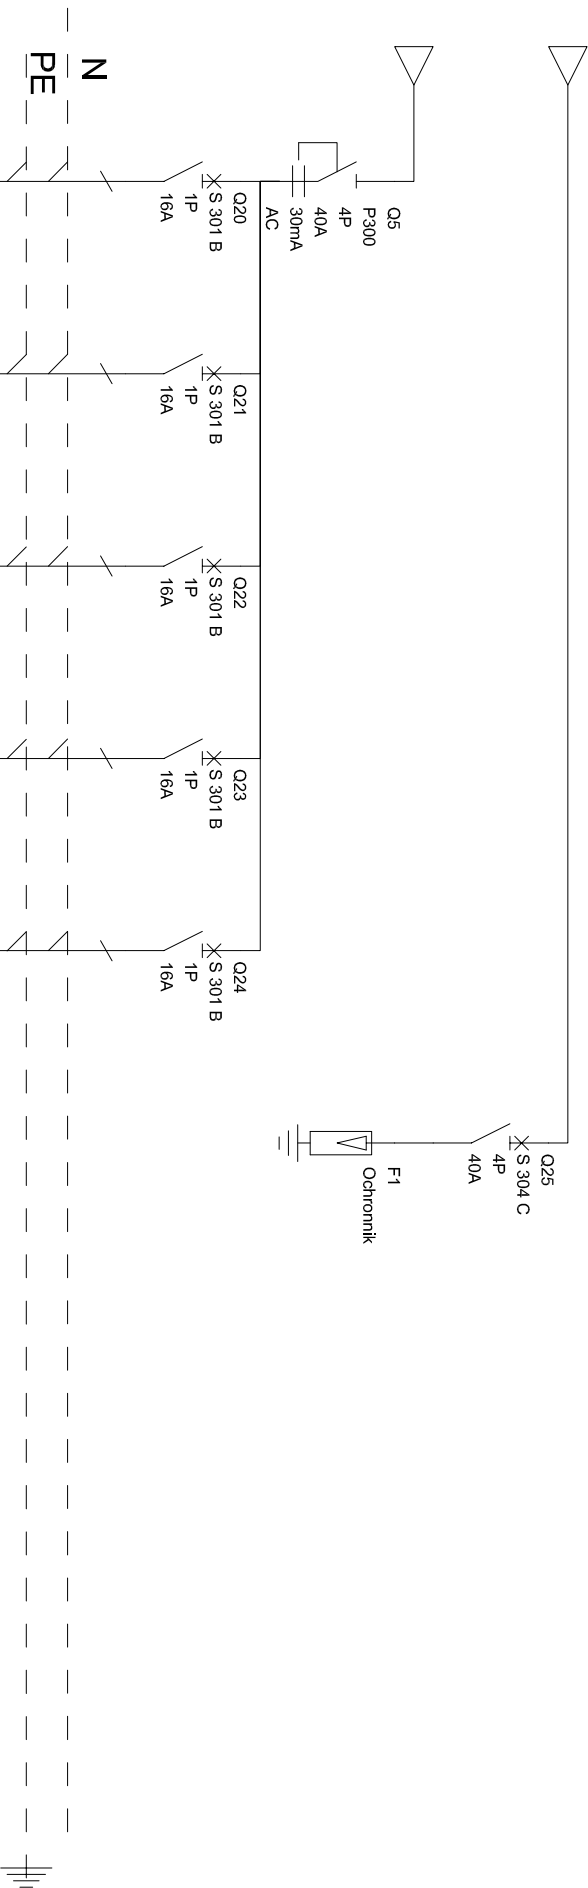 N
PE
Q5
P300
4P
40A
30mA
AC
Q20
S 301 B
1P
16A
Q21
S 301 B
1P
16A
Q22
S 301 B
1P
16A
Q23
S 301 B
1P
16A
Q24
S 301 B
1P
16A
Q25
S 304 C
4P
40A
F1
Ochronnik